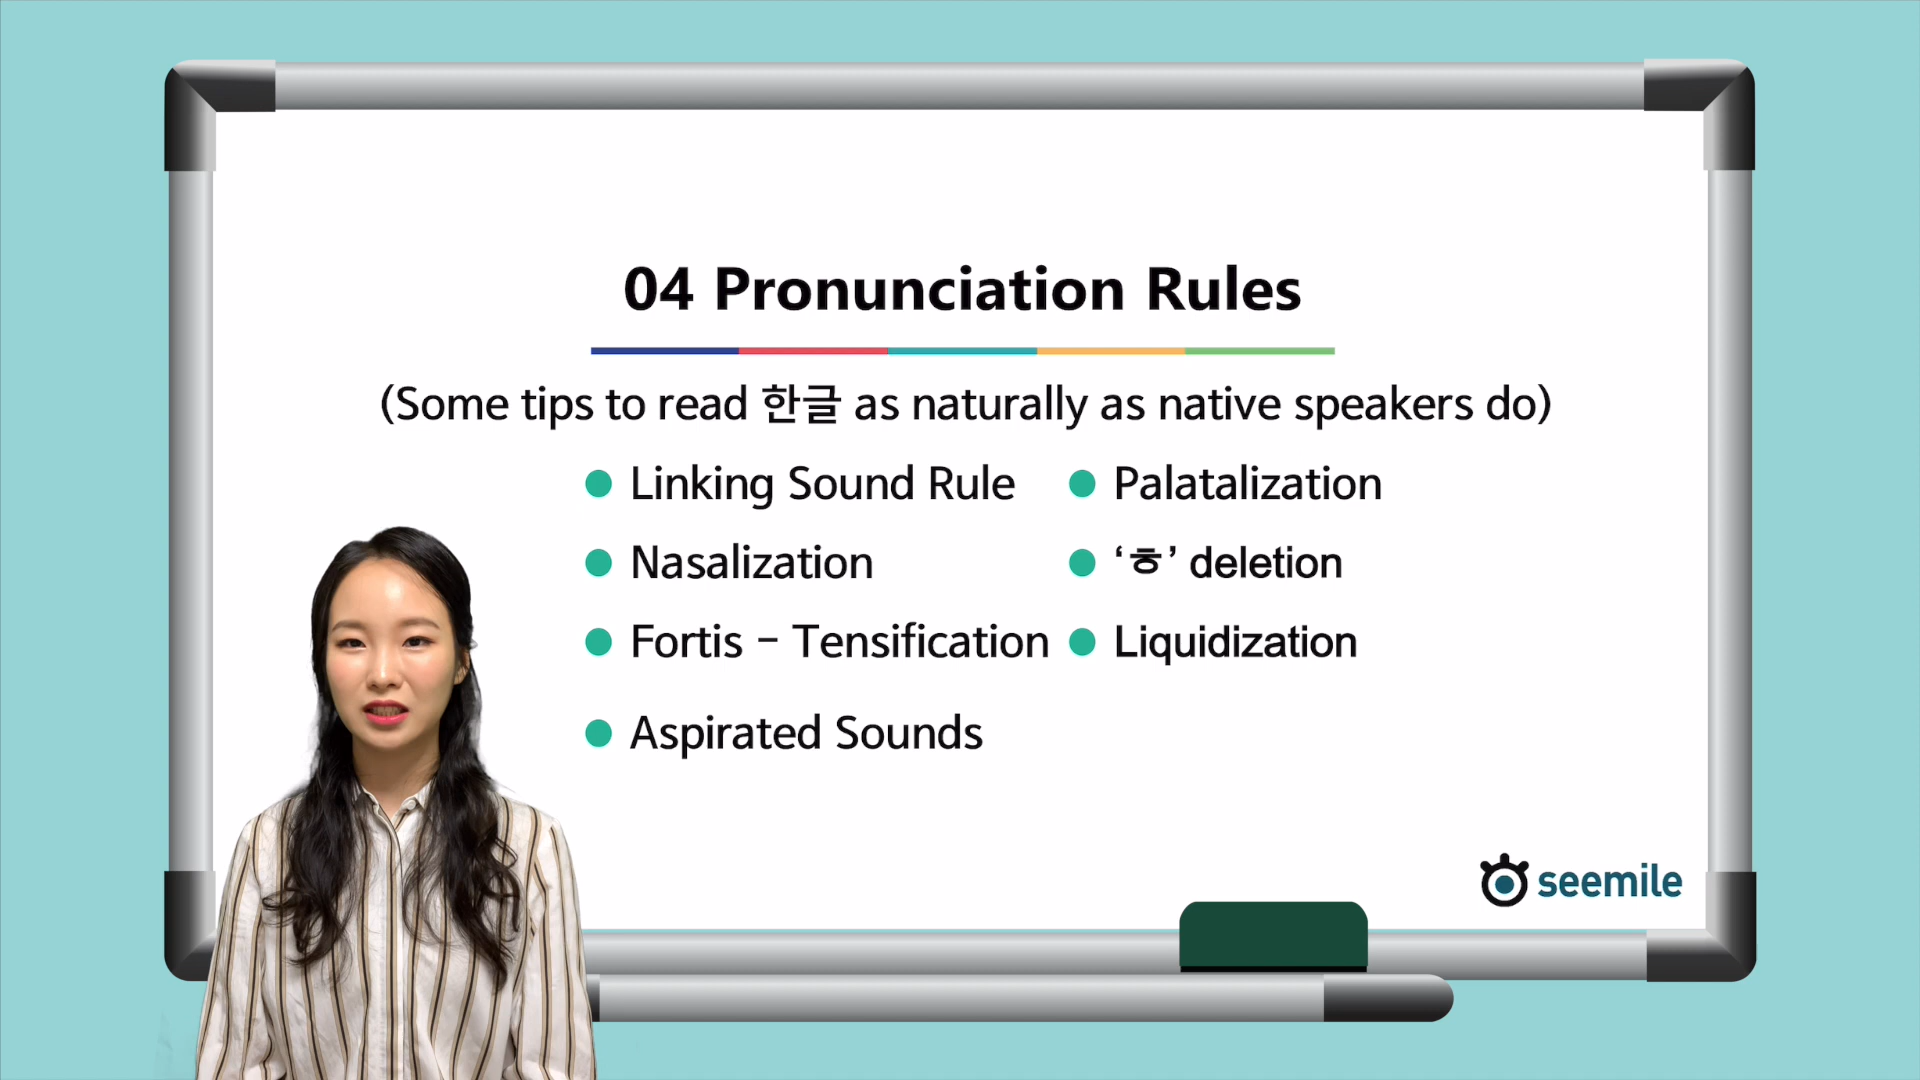 04 Pronunciation Rules
(Some tips to read 한글 as naturally as native speakers do)
Linking Sound Rule
Nasalization
Fortis - Tensification
Aspirated Sounds
Palatalization
‘ㅎ’ deletion
Liquidization
seemile